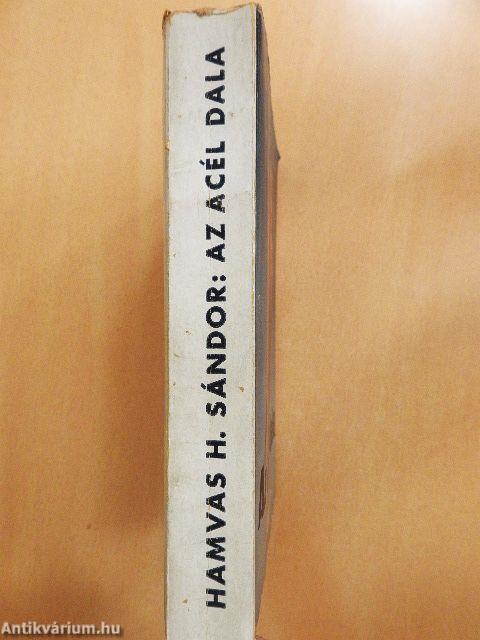 HAMVAS H. SÁNDOR: AZ ACÉL DALA
Antikvárium.hu